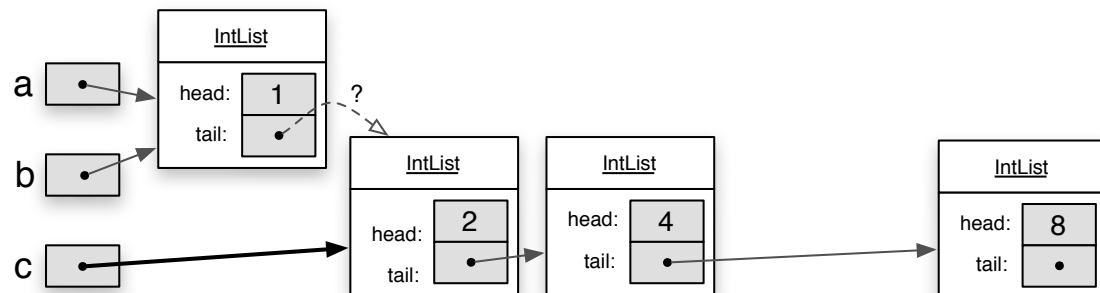 IntList
a
head: 1
?
tail:
b
IntList
IntList
IntList
head: 2
head: 4
head: 8
c
tail:
tail:
tail: